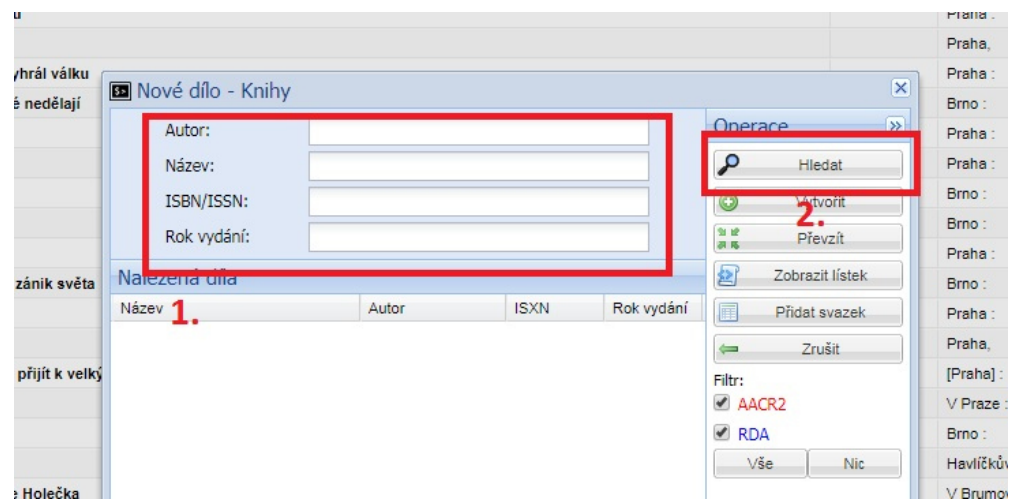 u
Praha :
Praha,
yhrál válku
Praha :
é nedělají
Brno :
Praha :
Praha :
Brno :
Brno :
Praha :
zánik světa
Brno :
Praha :
Praha,
přijít k velký
[Praha] :
V Praze :
Brno :
Havlíčkův
e Holečka
V Brumov
Nové dílo - Knihy
Autor:
Název:
ISBN/ISSN:
Rok vydání:
Nalezená díla
1.
Název Autor ISXN Rok vydání
Operace
Hledat
2.
Vytvořit
Převzít
Zobrazit lístek
Přidat svazek
Zrušit
Filtr:
AACR2
RDA
Vše Nic